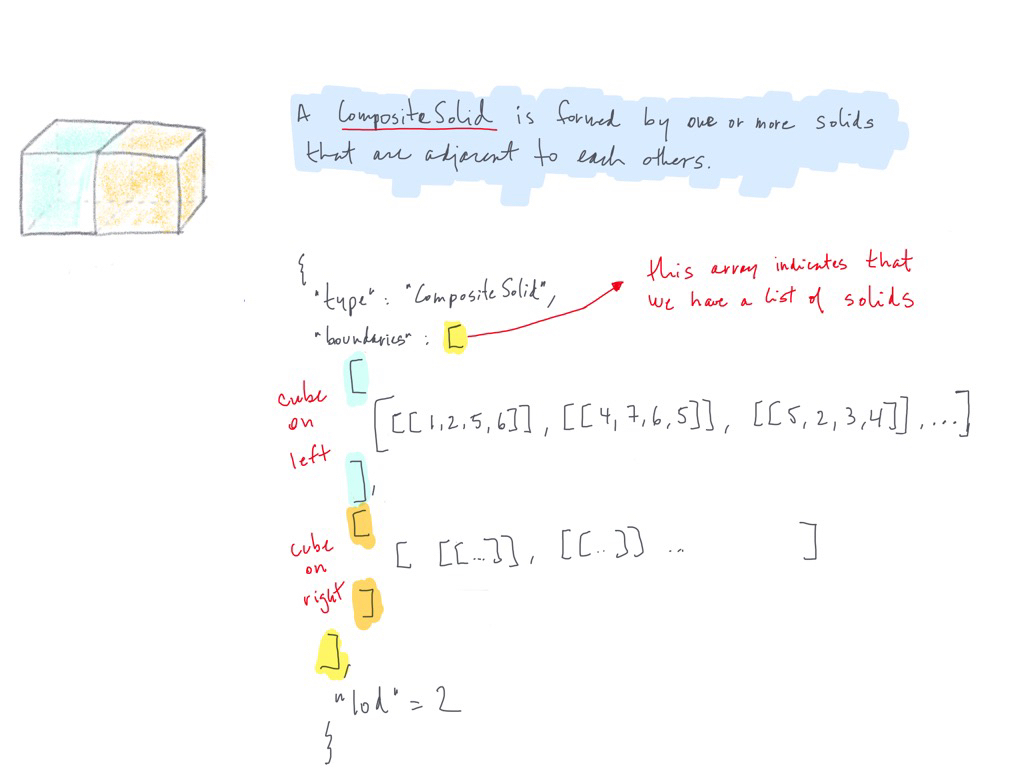 A CompositeSolid is formed by one or more solids
that are adjacent to each others.
{
"type": "CompositeSolid",
"boundaries": [
this array indicates that
we have a list of solids
[
cube
on
left
[[[1,2,5,6]], [[4,7,6,5]], [[5,2,3,4]], ...]
],
[
cube
on
right
[ [[...]], [[..]] ... ]
]
],
"lod" = 2
}